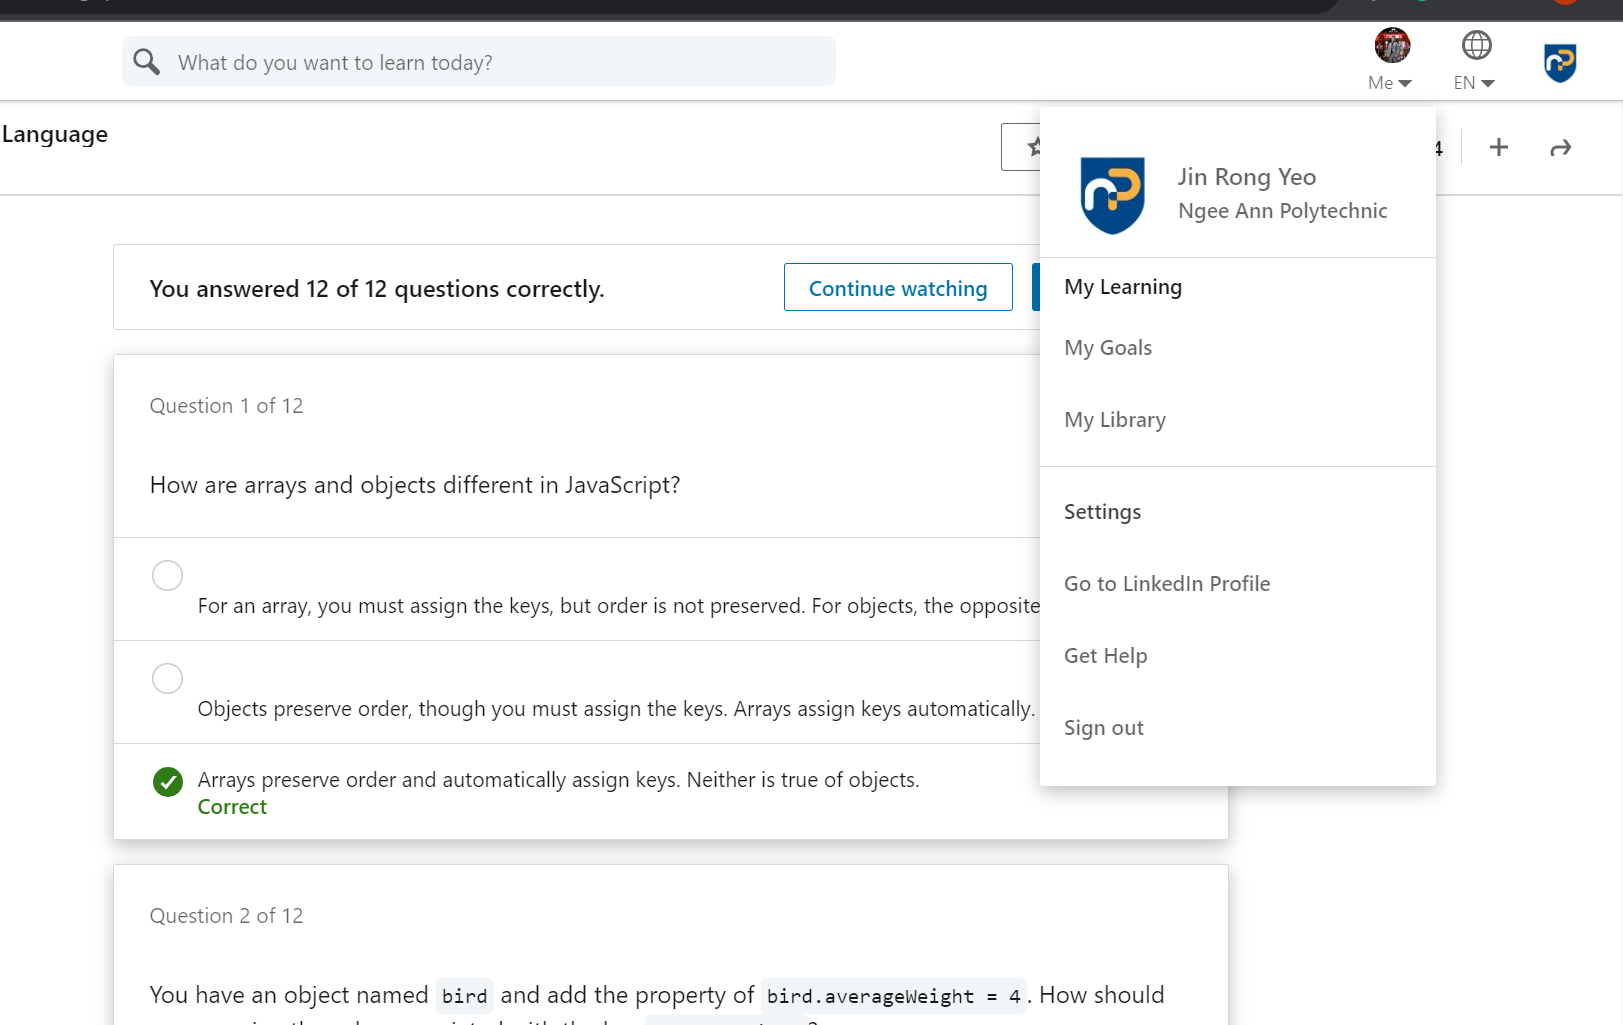 What do you want to learn today?
Me
EN
Language
4
Jin Rong Yeo
Ngee Ann Polytechnic
My Learning
My Goals
My Library
Settings
Go to LinkedIn Profile
Get Help
Sign out
You answered 12 of 12 questions correctly.
Continue watching
Question 1 of 12
How are arrays and objects different in JavaScript?
For an array, you must assign the keys, but order is not preserved. For objects, the opposite
Objects preserve order, though you must assign the keys. Arrays assign keys automatically.
Arrays preserve order and automatically assign keys. Neither is true of objects.
Correct
Question 2 of 12
You have an object named bird and add the property of bird.averageWeight = 4. How should